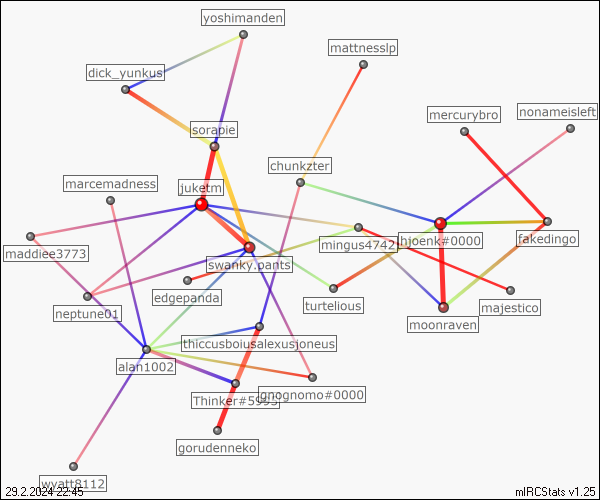 yoshimanden
mattnesslp
dick_yunkus
mercurybro
nonameisleft
sorapie
chunkzter
marcemadness
juketm
maddiee3773
mingus4742
hjoenk#0000
fakedingo
swanky.pants
edgepanda
turtelious
majestico
neptune01
moonraven
thiccusboiusalexusjoneus
alan1002
Thinker#5993
gnognomo#0000
gorudenneko
wyatt8112
29.2.2024 22:45
mIRCStats v1.25